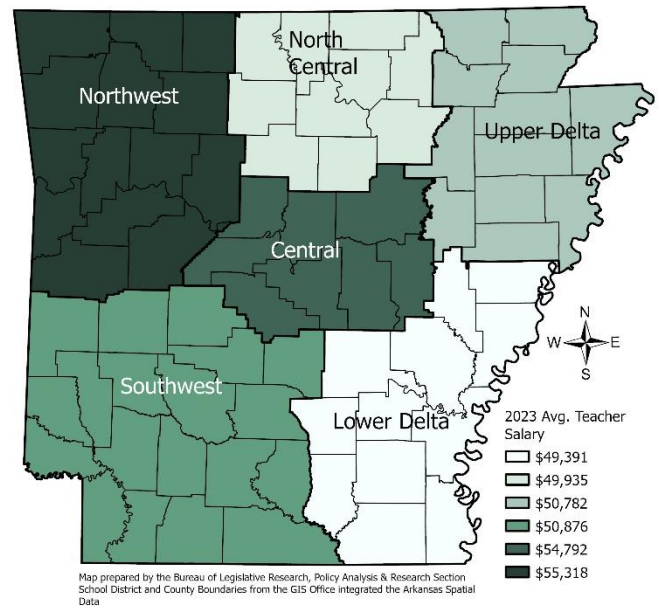 North
Central
Northwest
Upper Delta
Central
N
W E
S
Southwest
Lower Delta
2023 Avg. Teacher
Salary
$49,391
$49,935
$50,782
$50,876
$54,792
$55,318
Map prepared by the Bureau of Legislative Research, Policy Analysis & Research Section
School District and County Boundaries from the GIS Office integrated the Arkansas Spatial
Data